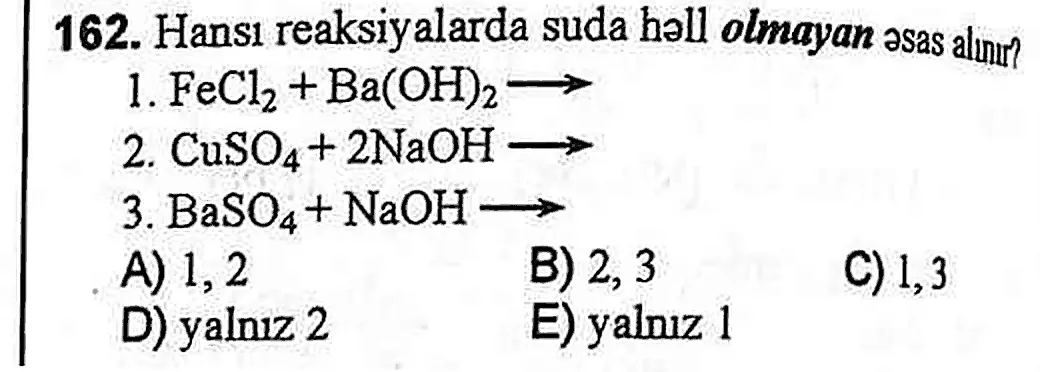 162. Hansı reaksiyalarda suda həll olmayan əsas alınır?
1. FeCl₂ + Ba(OH)₂ ⟶
2. CuSO₄ + 2NaOH ⟶
3. BaSO₄ + NaOH ⟶
A) 1, 2 B) 2, 3 C) 1, 3
D) yalnız 2 E) yalnız 1